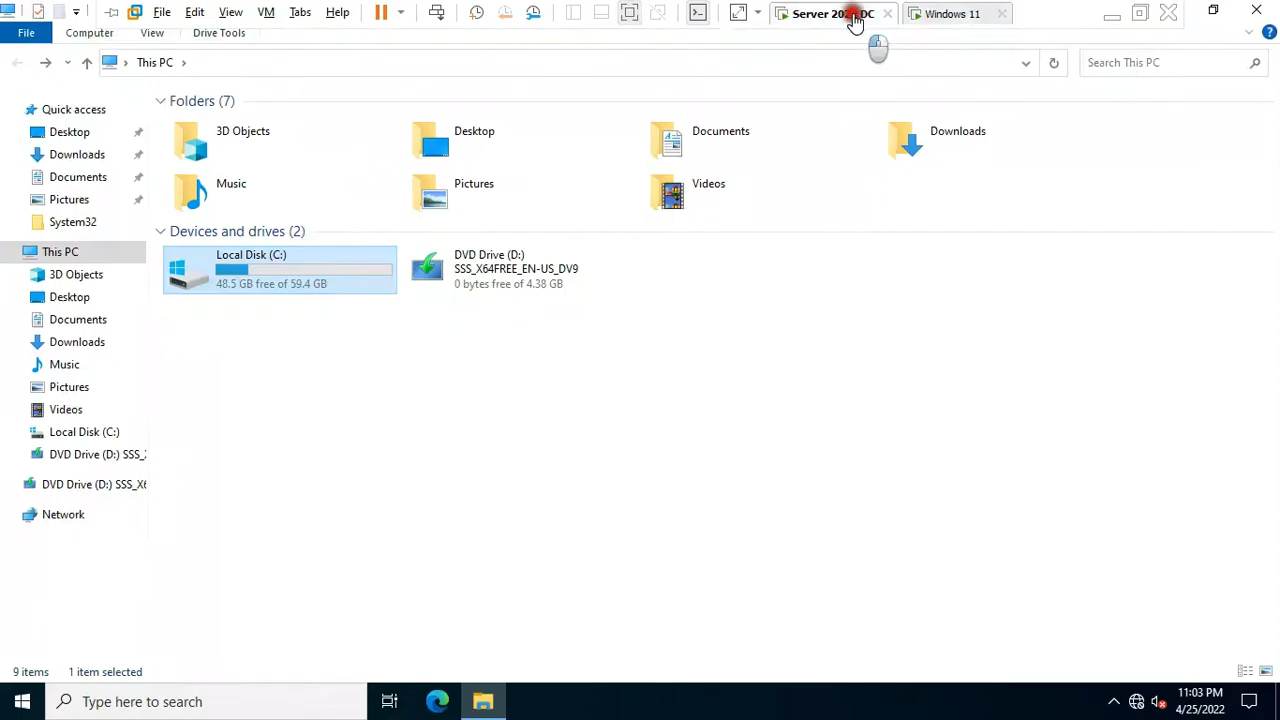 File Edit View VM Tabs Help Server 202 DC Windows 11
File Computer View Drive Tools
This PC Search This PC
Quick access
Desktop
Downloads
Documents
Pictures
System32
This PC
3D Objects
Desktop
Documents
Downloads
Music
Pictures
Videos
Local Disk (C:)
DVD Drive (D:) SSS_
DVD Drive (D:) SSS_X6
Network
Folders (7)
3D Objects Desktop Documents Downloads
Music Pictures Videos
Devices and drives (2)
Local Disk (C:)
48.5 GB free of 59.4 GB
DVD Drive (D:)
SSS_X64FREE_EN-US_DV9
0 bytes free of 4.38 GB
9 items 1 item selected
Type here to search
11:03 PM
4/25/2022